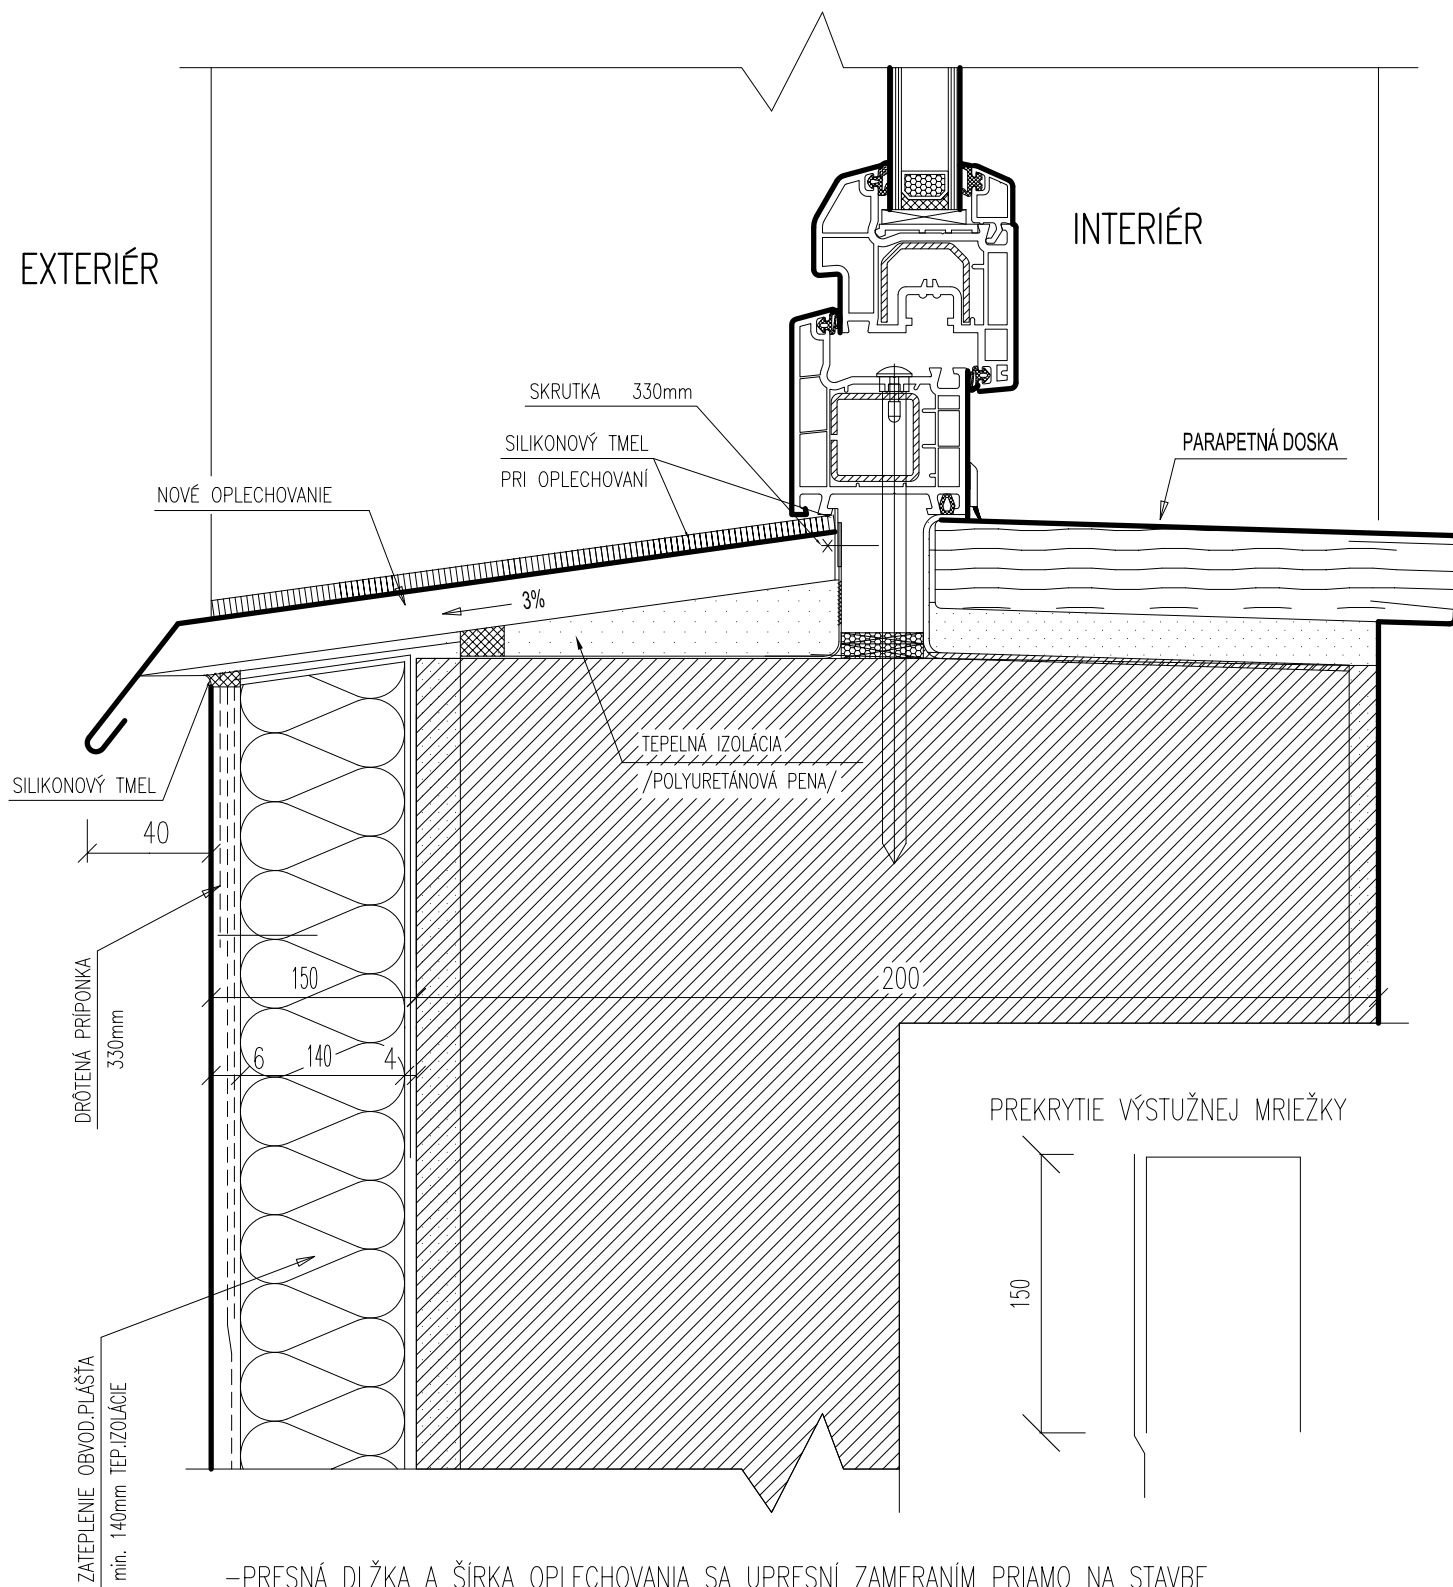 INTERIÉR
EXTERIÉR
SKRUTKA 330mm
SILIKONOVÝ TMEL
PRI OPLECHOVANÍ
PARAPETNÁ DOSKA
NOVÉ OPLECHOVANIE
3%
TEPELNÁ IZOLÁCIA
/POLYURETÁNOVÁ PENA/
SILIKONOVÝ TMEL
40
DRÔTENÁ PRÍPONKA
330mm
150
200
6
140
4
PREKRYTIE VÝSTUŽNEJ MRIEŽKY
150
ZATEPLENIE OBVOD.PLÁŠŤA
min. 140mm TEP.IZOLÁCIE
-PRESNÁ DĹŽKA A ŠÍRKA OPLECHOVANIA SA UPRESNÍ ZAMERANÍM PRIAMO NA STAVBE